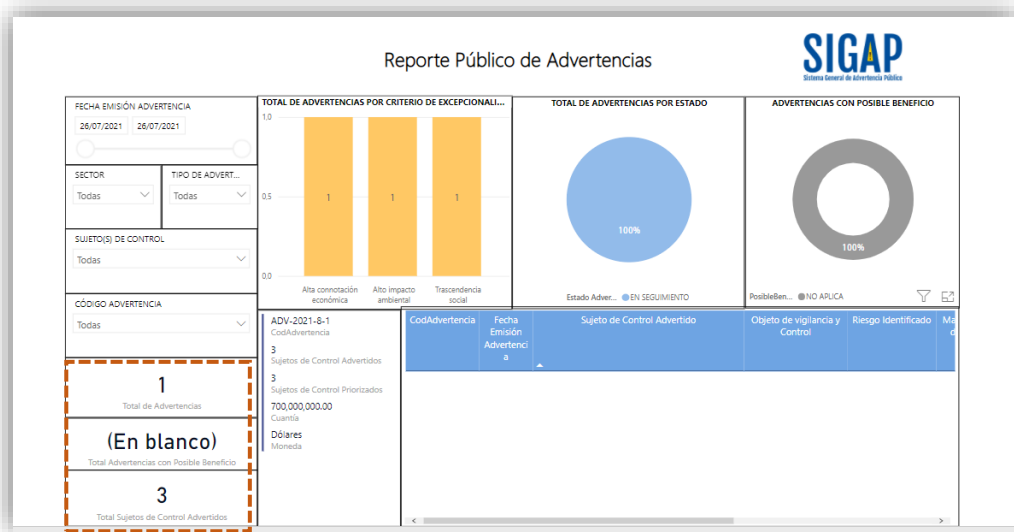 Reporte Público de Advertencias
SIGAP
Sistema General de Advertencia Pública
FECHA EMISIÓN ADVERTENCIA
26/07/2021 26/07/2021
SECTOR
Todas
TIPO DE ADVERT...
Todas
SUJETO(S) DE CONTROL
Todas
CÓDIGO ADVERTENCIA
Todas
1
Total de Advertencias
(En blanco)
Total Advertencias con Posible Beneficio
3
Total Sujetos de Control Advertidos
TOTAL DE ADVERTENCIAS POR CRITERIO DE EXCEPCIONALI...
1,0
0,5
0,0
1 1 1
Alta connotación
económica
Alto impacto
ambiental
Trascendencia
social
TOTAL DE ADVERTENCIAS POR ESTADO
100%
Estado Adver... EN SEGUIMIENTO
ADVERTENCIAS CON POSIBLE BENEFICIO
100%
PosibleBen... NO APLICA
ADV-2021-8-1
CodAdvertencia
3
Sujetos de Control Advertidos
3
Sujetos de Control Priorizados
700,000,000.00
Cuantía
Dólares
Moneda
CodAdvertencia
Fecha
Emisión
Advertenci
a
Sujeto de Control Advertido
Objeto de vigilancia y
Control
Riesgo Identificado
Ma